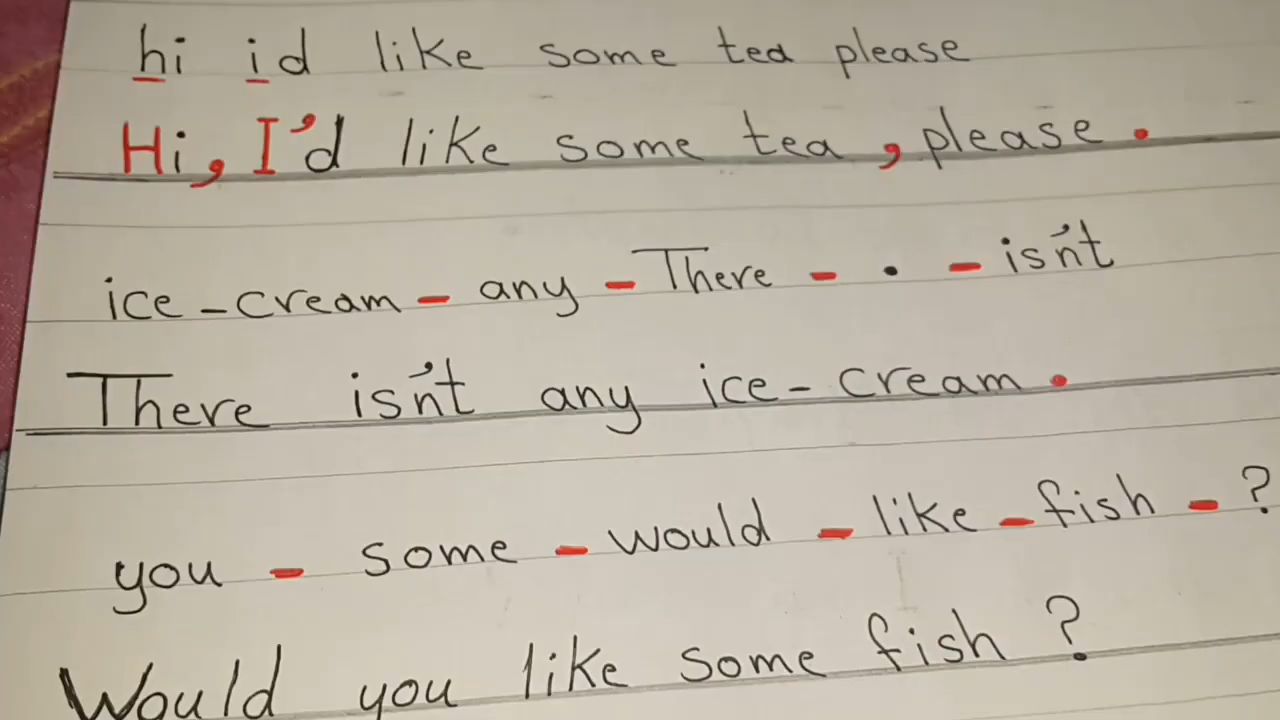 hi id like some tea please
Hi, I'd like some tea, please.
ice-cream - any - There - . - isn't
There isn't any ice-cream.
you - some - would - like - fish - ?
Would you like some fish ?